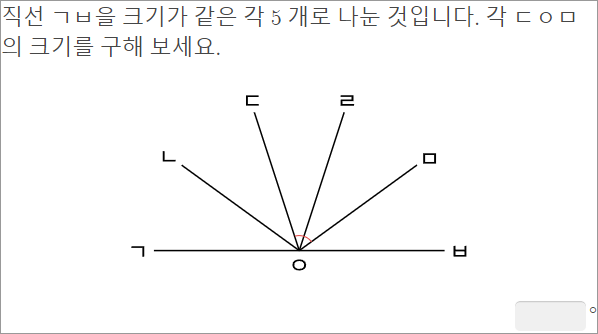 직선 ㄱㅂ을 크기가 같은 각 5 개로 나눈 것입니다. 각 ㄷㅇㅁ
의 크기를 구해 보세요.
ㄷ ㄹ
ㄴ ㅁ
ㄱ ㅂ
ㅇ
°